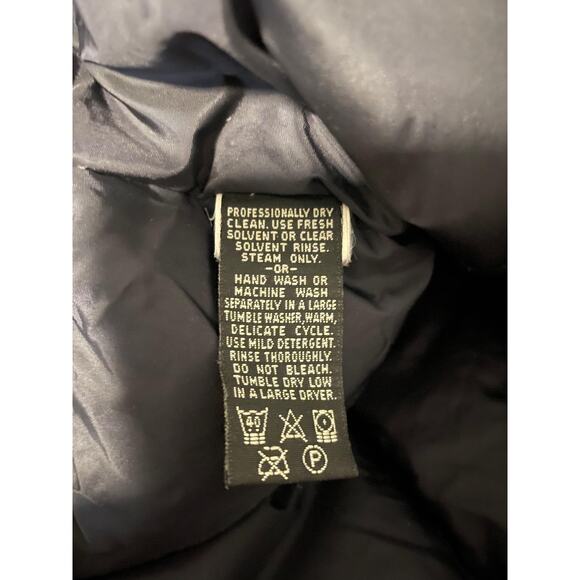 PROFESSIONALLY DRY
CLEAN. USE FRESH
SOLVENT OR CLEAR
SOLVENT RINSE.
STEAM ONLY.
-OR-
HAND WASH OR
MACHINE WASH
SEPARATELY IN A LARGE
TUMBLE WASHER, WARM,
DELICATE CYCLE.
USE MILD DETERGENT.
RINSE THOROUGHLY.
DO NOT BLEACH.
TUMBLE DRY LOW
IN A LARGE DRYER.
40
P